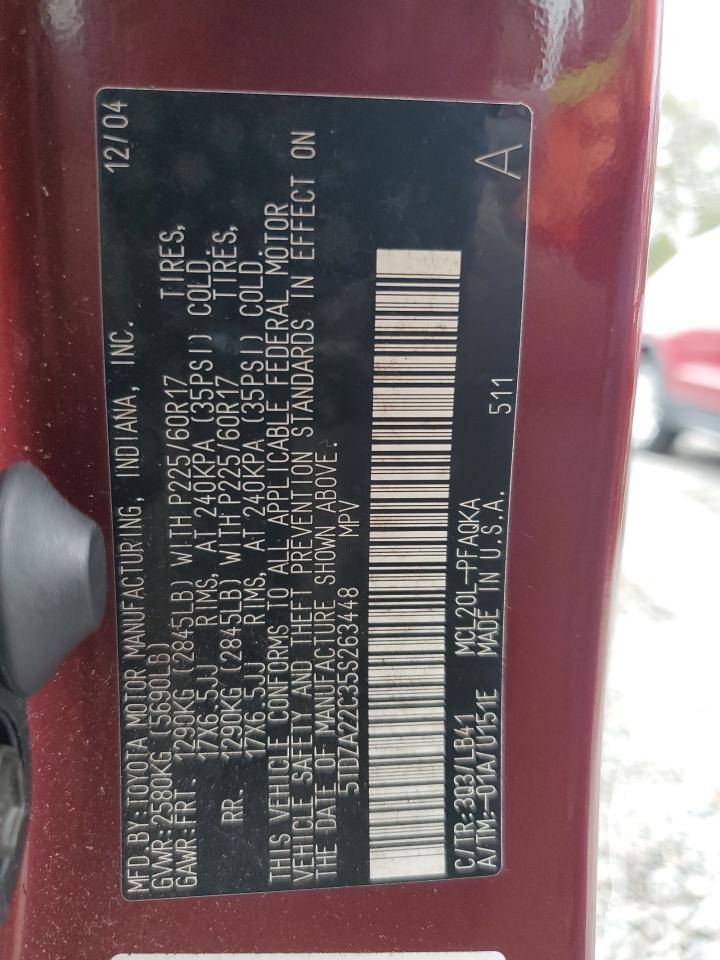 MFD BY: TOYOTA MOTOR MANUFACTURING, INDIANA, INC. 12/04
GVWR: 2580KG (5690LB)
GAWR: FRT. 1290KG (2845LB) WITH P225/60R17 TIRES,
17X6.5JJ RIMS, AT 240KPA (35PSI) COLD.
RR. 1290KG (2845LB) WITH P225/60R17 TIRES,
17X6.5JJ RIMS, AT 240KPA (35PSI) COLD.
THIS VEHICLE CONFORMS TO ALL APPLICABLE FEDERAL MOTOR
VEHICLE SAFETY AND THEFT PREVENTION STANDARDS IN EFFECT ON
THE DATE OF MANUFACTURE SHOWN ABOVE.
5TDZA22C35S263448 MPV
C/TR: 3Q3/LB41 MCL20L-PFAQKA 511
A/TM: -01A/U151E MADE IN U.S.A. A